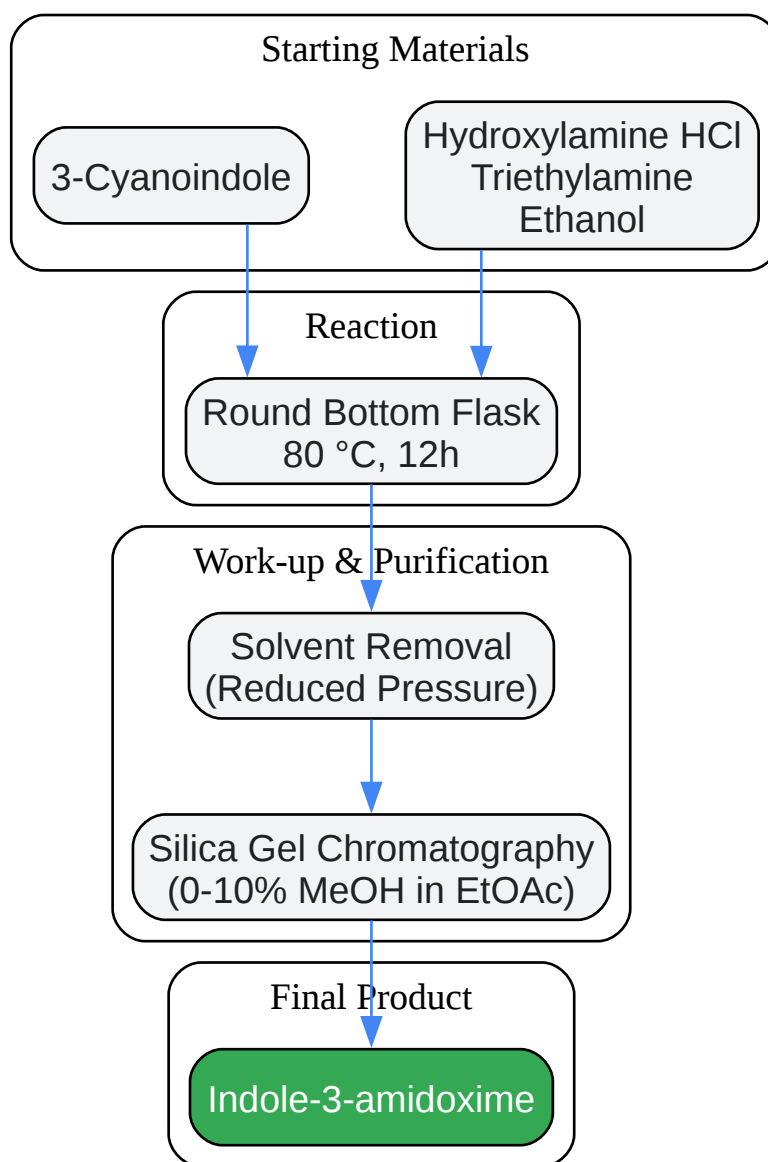 Starting Materials
3-Cyanoindole
Hydroxylamine HCl
Triethylamine
Ethanol
Reaction
Round Bottom Flask
80 °C, 12h
Work-up & Purification
Solvent Removal
(Reduced Pressure)
Silica Gel Chromatography
(0-10% MeOH in EtOAc)
Final Product
Indole-3-amidoxime